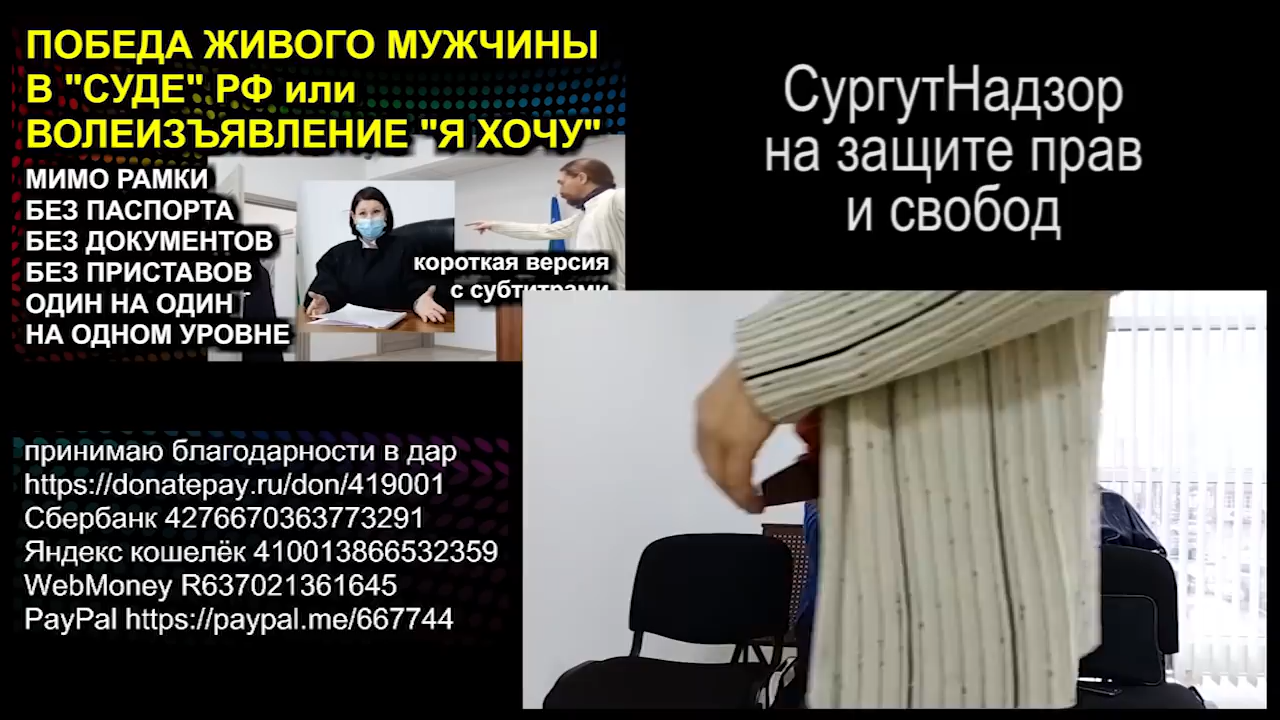 ПОБЕДА ЖИВОГО МУЖЧИНЫ
В "СУДЕ" РФ или
ВОЛЕИЗЪЯВЛЕНИЕ "Я ХОЧУ"
МИМО РАМКИ
БЕЗ ПАСПОРТА
БЕЗ ДОКУМЕНТОВ
БЕЗ ПРИСТАВОВ
ОДИН НА ОДИН
НА ОДНОМ УРОВНЕ
короткая версия
с субтитрами
СургутНадзор
на защите прав
и свобод
принимаю благодарности в дар
https://donatepay.ru/don/419001
Сбербанк 4276670363773291
Яндекс кошелёк 410013866532359
WebMoney R637021361645
PayPal https://paypal.me/667744